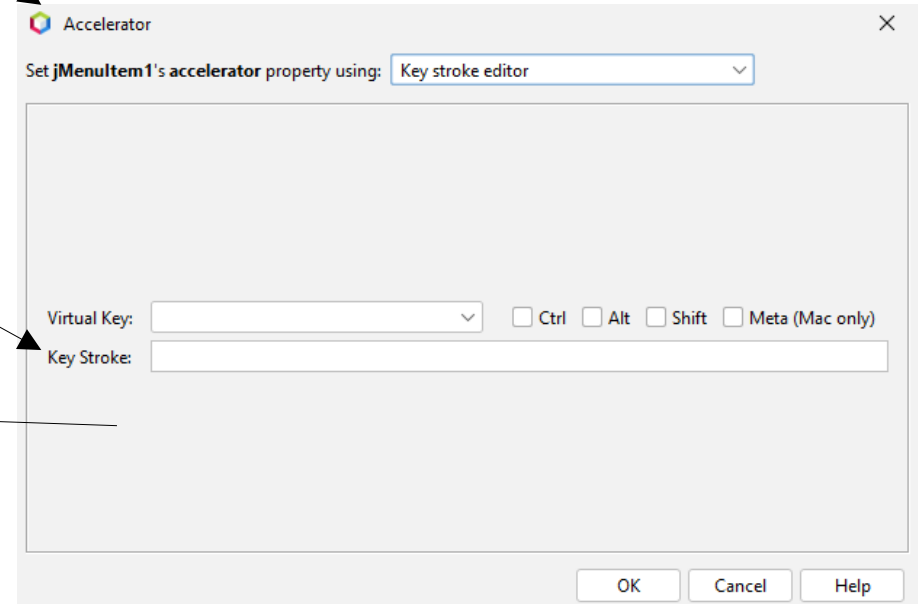 Accelerator
Set jMenuItem1's accelerator property using: Key stroke editor
Virtual Key: Ctrl Alt Shift Meta (Mac only)
Key Stroke:
OK Cancel Help